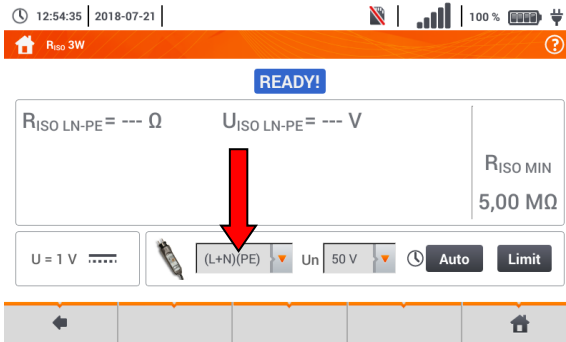 12:54:35 2018-07-21 100 %
RISO 3W ?
READY!
RISO LN-PE= --- Ω UISO LN-PE= --- V
RISO MIN
5,00 MΩ
U = 1 V (L+N)(PE) Un 50 V Auto Limit